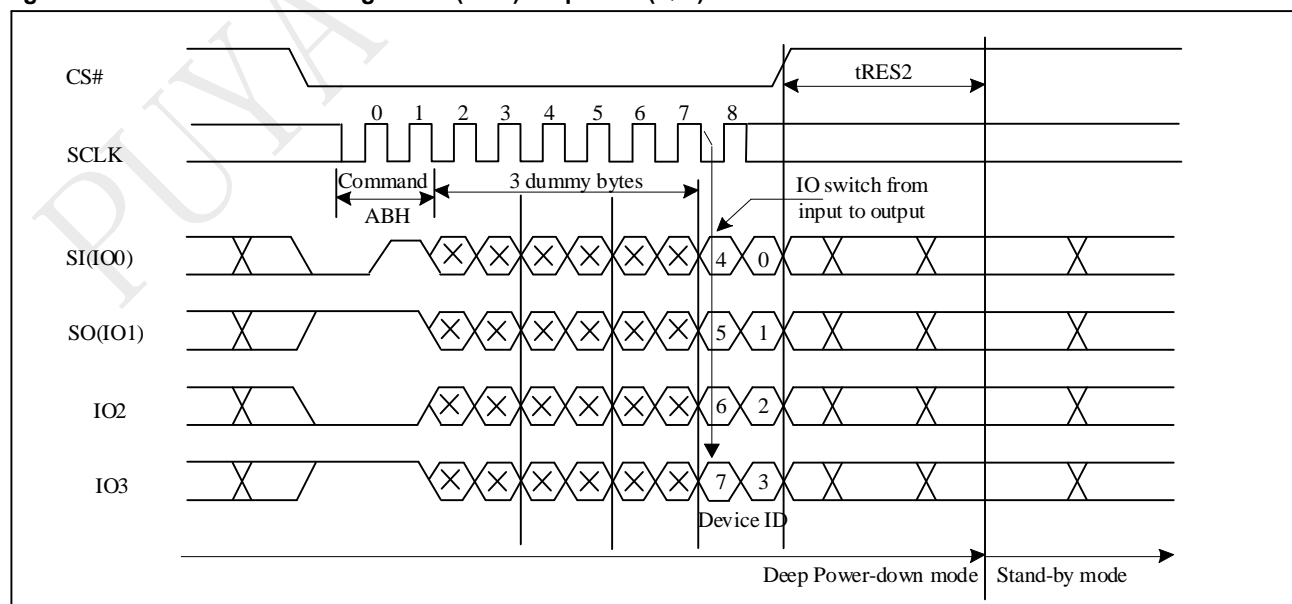 PUYA
CS#
tRES2
0 1 2 3 4 5 6 7 8
SCLK
Command
3 dummy bytes
IO switch from
input to output
ABH
SI(IO0)
4 0
SO(IO1)
5 1
IO2
6 2
IO3
7 3
Device ID
Deep Power-down mode
Stand-by mode